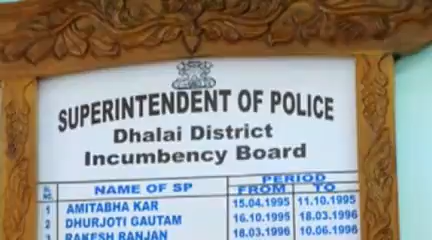 SUPERINTENDENT OF POLICE
Dhalai District
Incumbency Board
SL. NO. NAME OF SP PERIOD FROM TO
1 AMITABHA KAR 15.04.1995 11.10.1995
2 DHURJOTI GAUTAM 16.10.1995 18.03.1996
3 RAKESH RANJAN 18.03.1996 10.06.1996